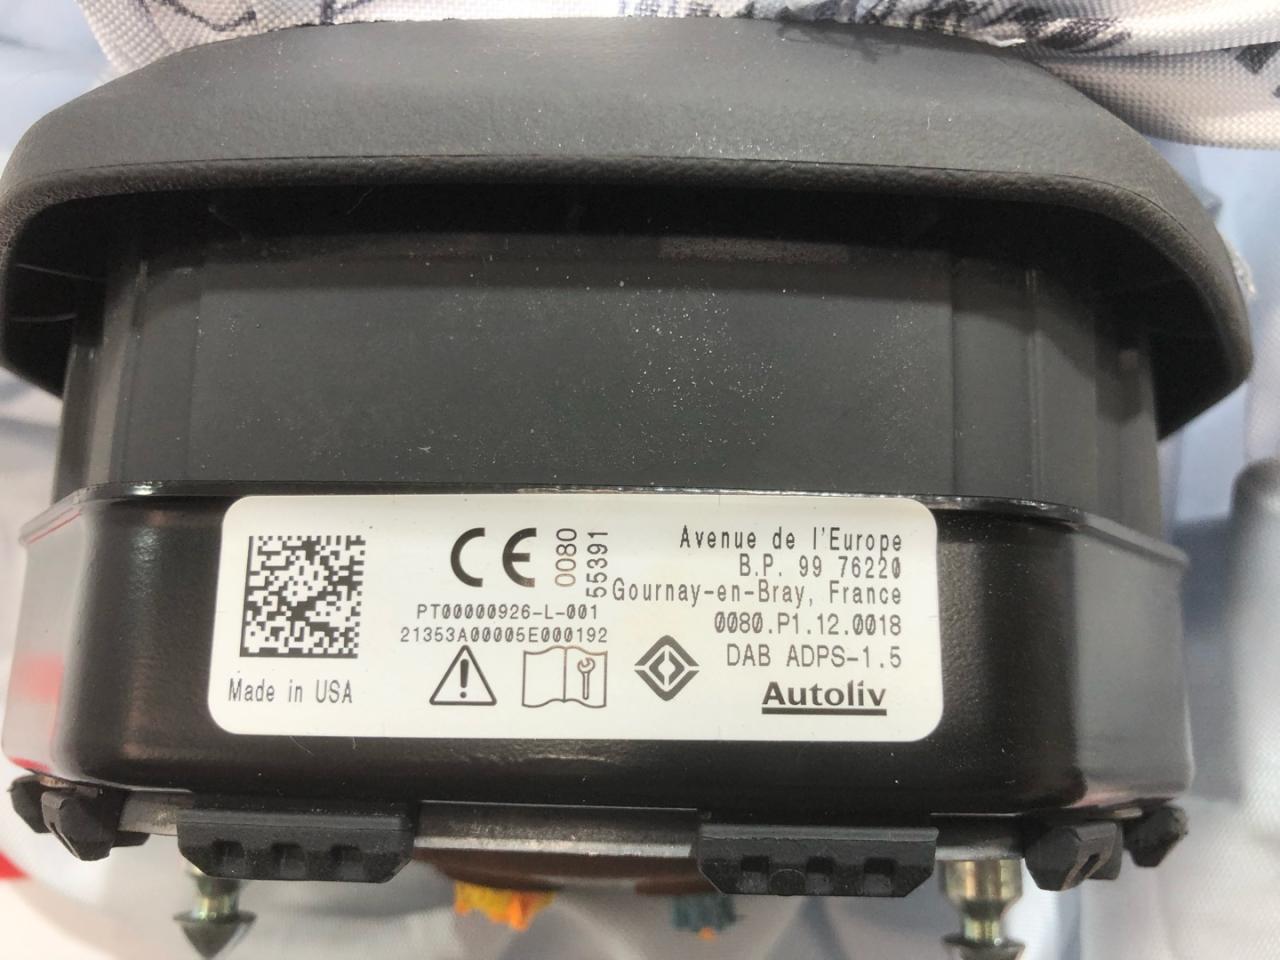 CE
0080
55391
PT00000926-L-001
21353A00005E000192
Made in USA
Avenue de l'Europe
B.P. 99 76220
Gournay-en-Bray, France
0080.P1.12.0018
DAB ADPS-1.5
Autoliv